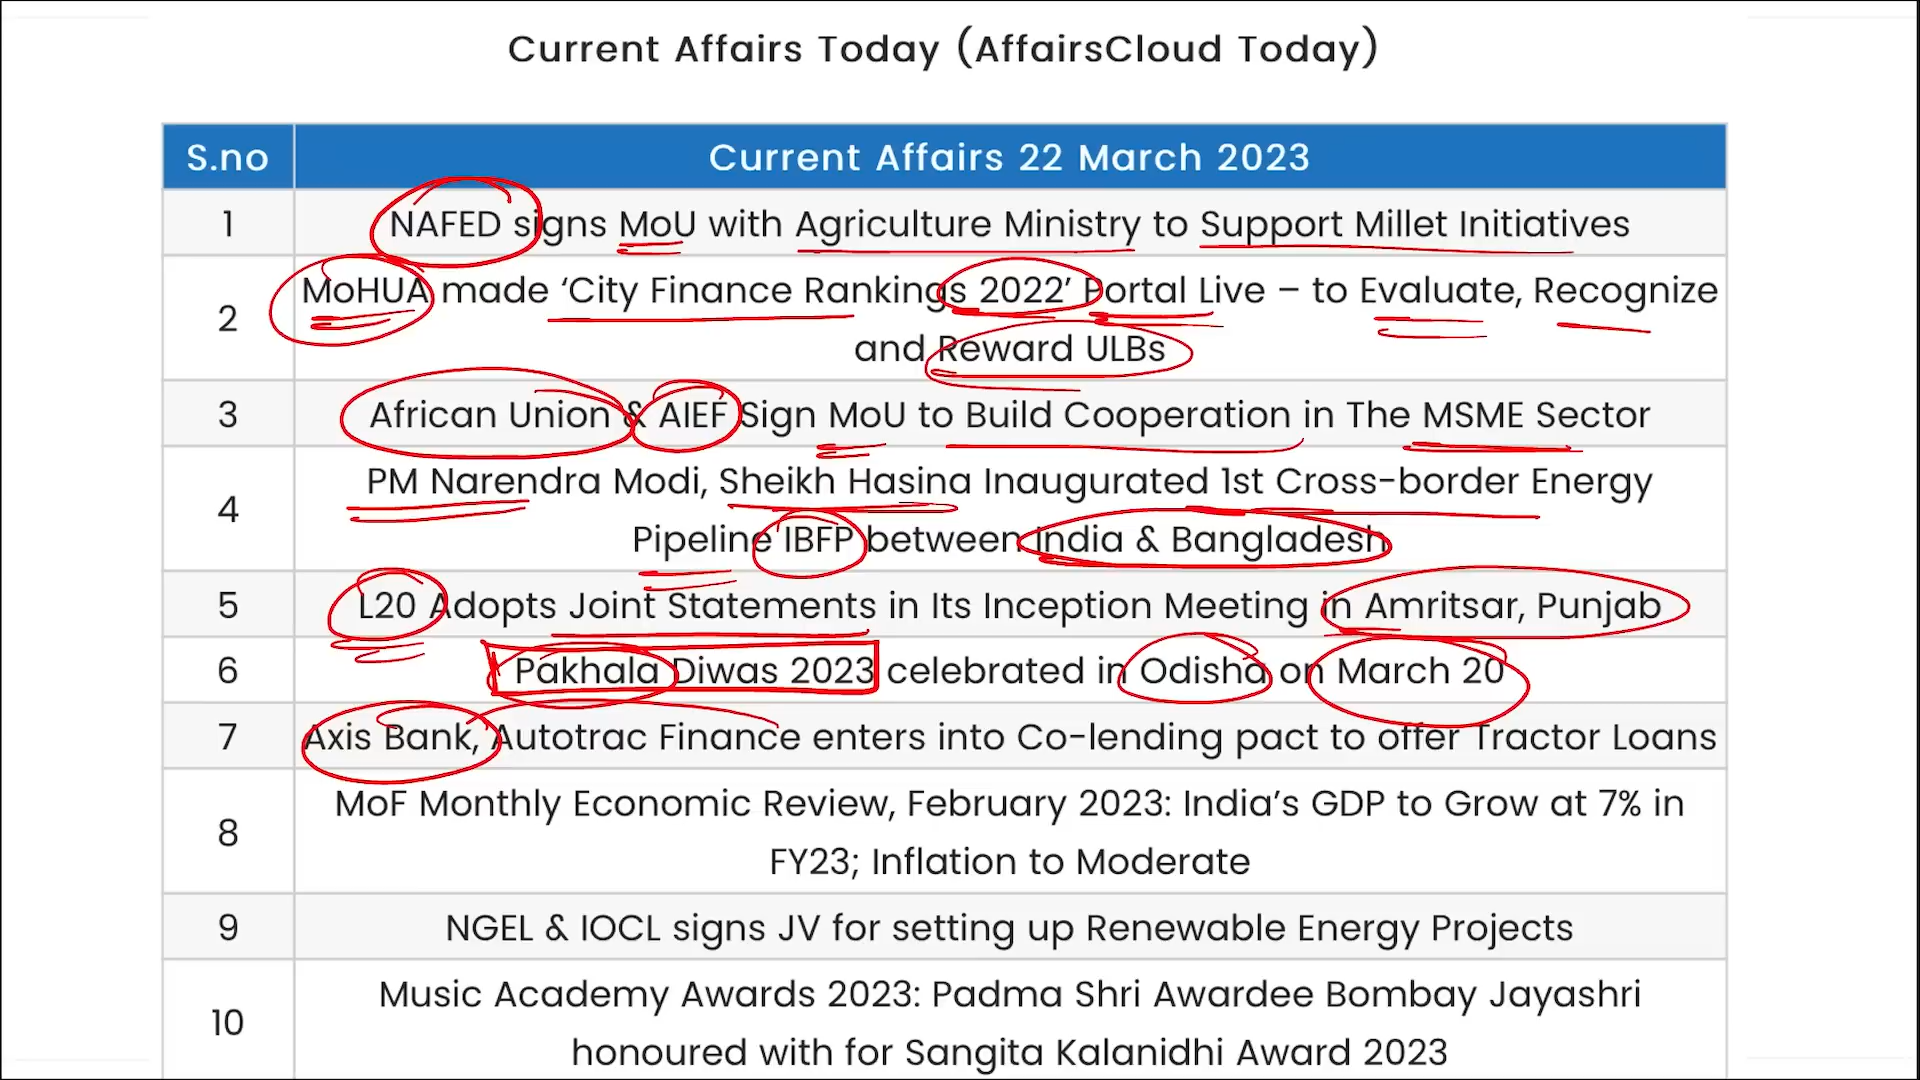 Current Affairs Today (AffairsCloud Today)
S.no Current Affairs 22 March 2023
1 NAFED signs MoU with Agriculture Ministry to Support Millet Initiatives
2 MoHUA made ‘City Finance Rankings 2022’ Portal Live – to Evaluate, Recognize
and Reward ULBs
3 African Union & AIEF Sign MoU to Build Cooperation in The MSME Sector
4 PM Narendra Modi, Sheikh Hasina Inaugurated 1st Cross-border Energy
Pipeline IBFP between India & Bangladesh
5 L20 Adopts Joint Statements in Its Inception Meeting in Amritsar, Punjab
6 Pakhala Diwas 2023 celebrated in Odisha on March 20
7 Axis Bank, Autotrac Finance enters into Co-lending pact to offer Tractor Loans
8 MoF Monthly Economic Review, February 2023: India’s GDP to Grow at 7% in
FY23; Inflation to Moderate
9 NGEL & IOCL signs JV for setting up Renewable Energy Projects
10 Music Academy Awards 2023: Padma Shri Awardee Bombay Jayashri
honoured with for Sangita Kalanidhi Award 2023